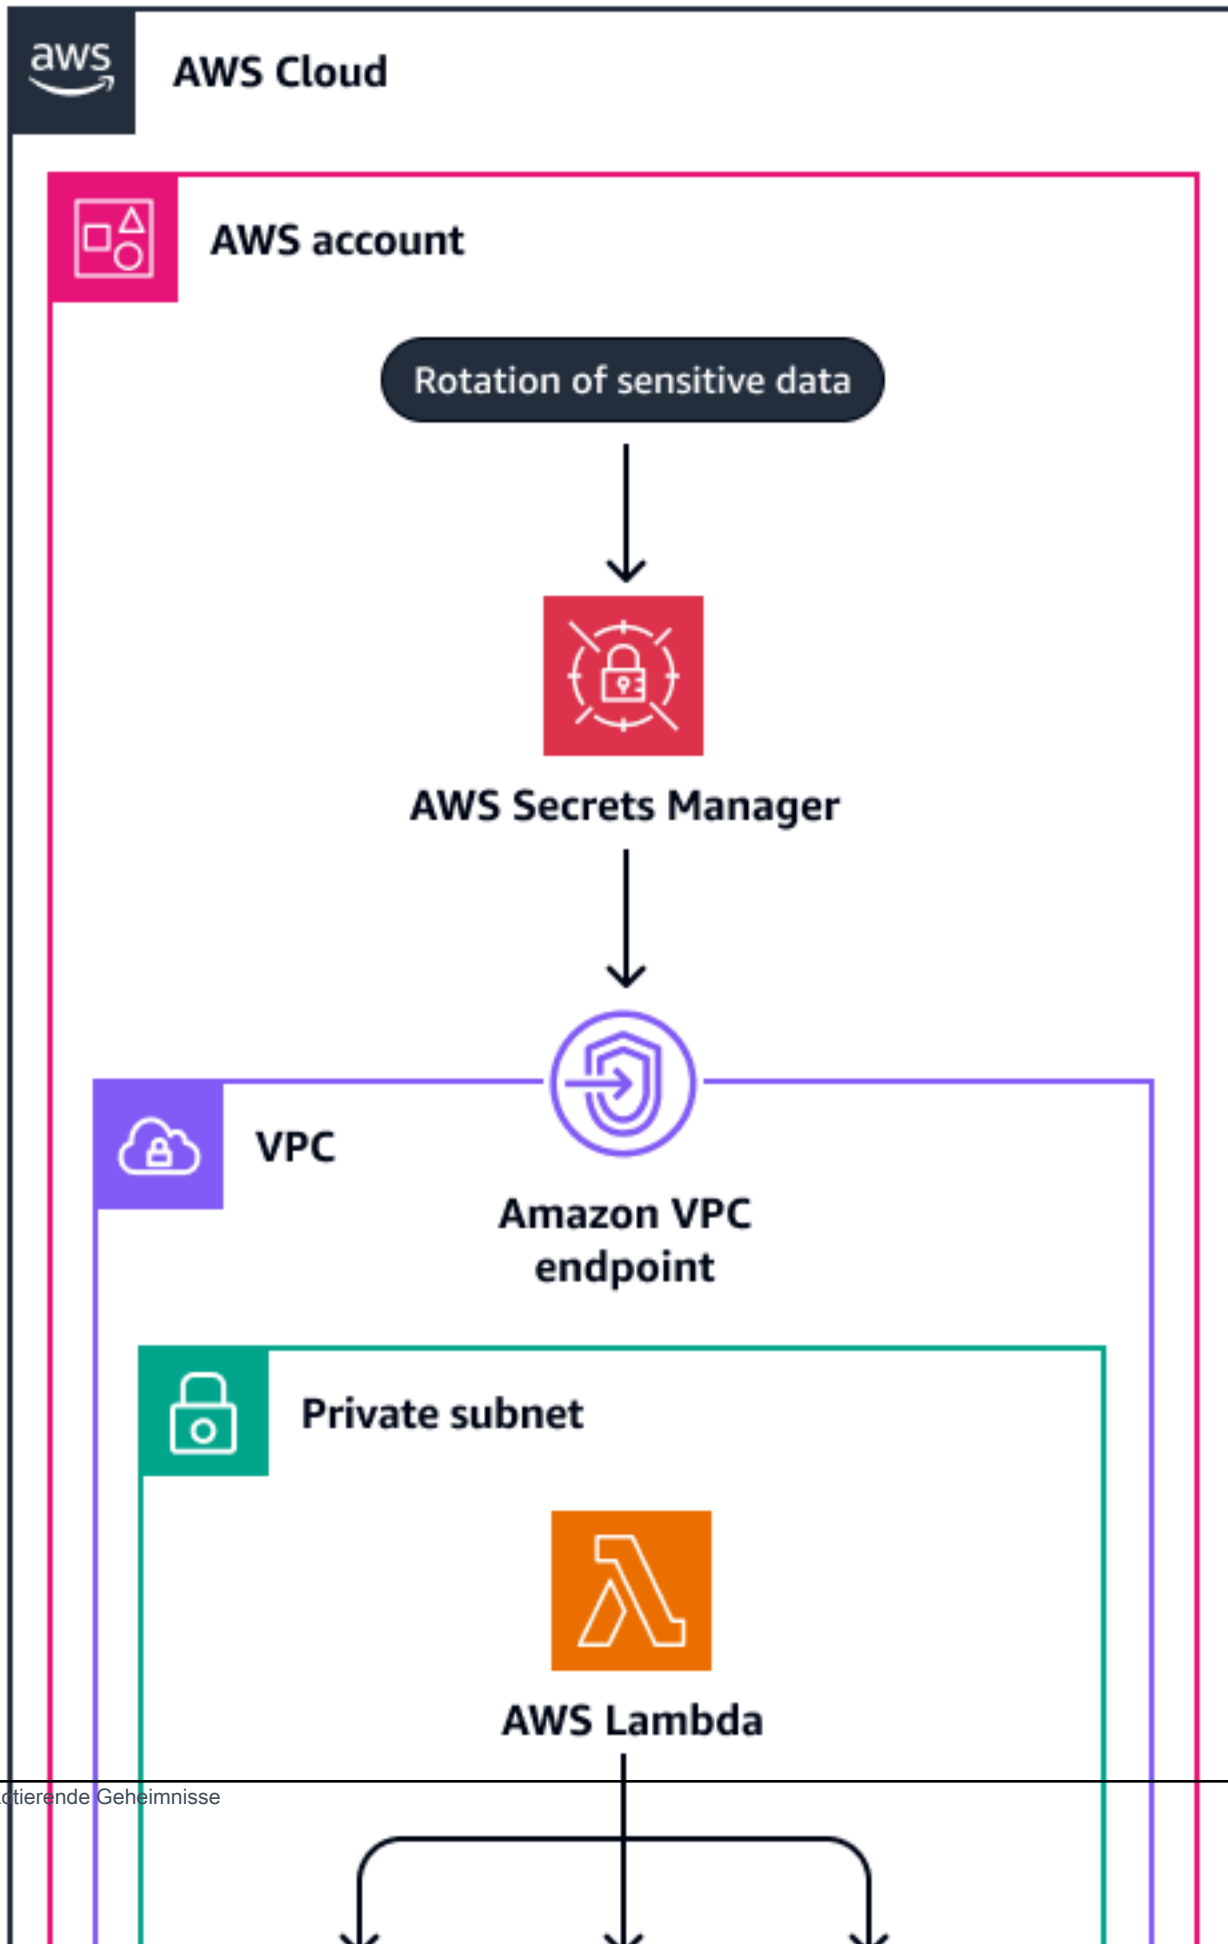 aws
AWS Cloud
AWS account
Rotation of sensitive data
AWS Secrets Manager
VPC
Amazon VPC
endpoint
Private subnet
AWS Lambda
Geheimnisse